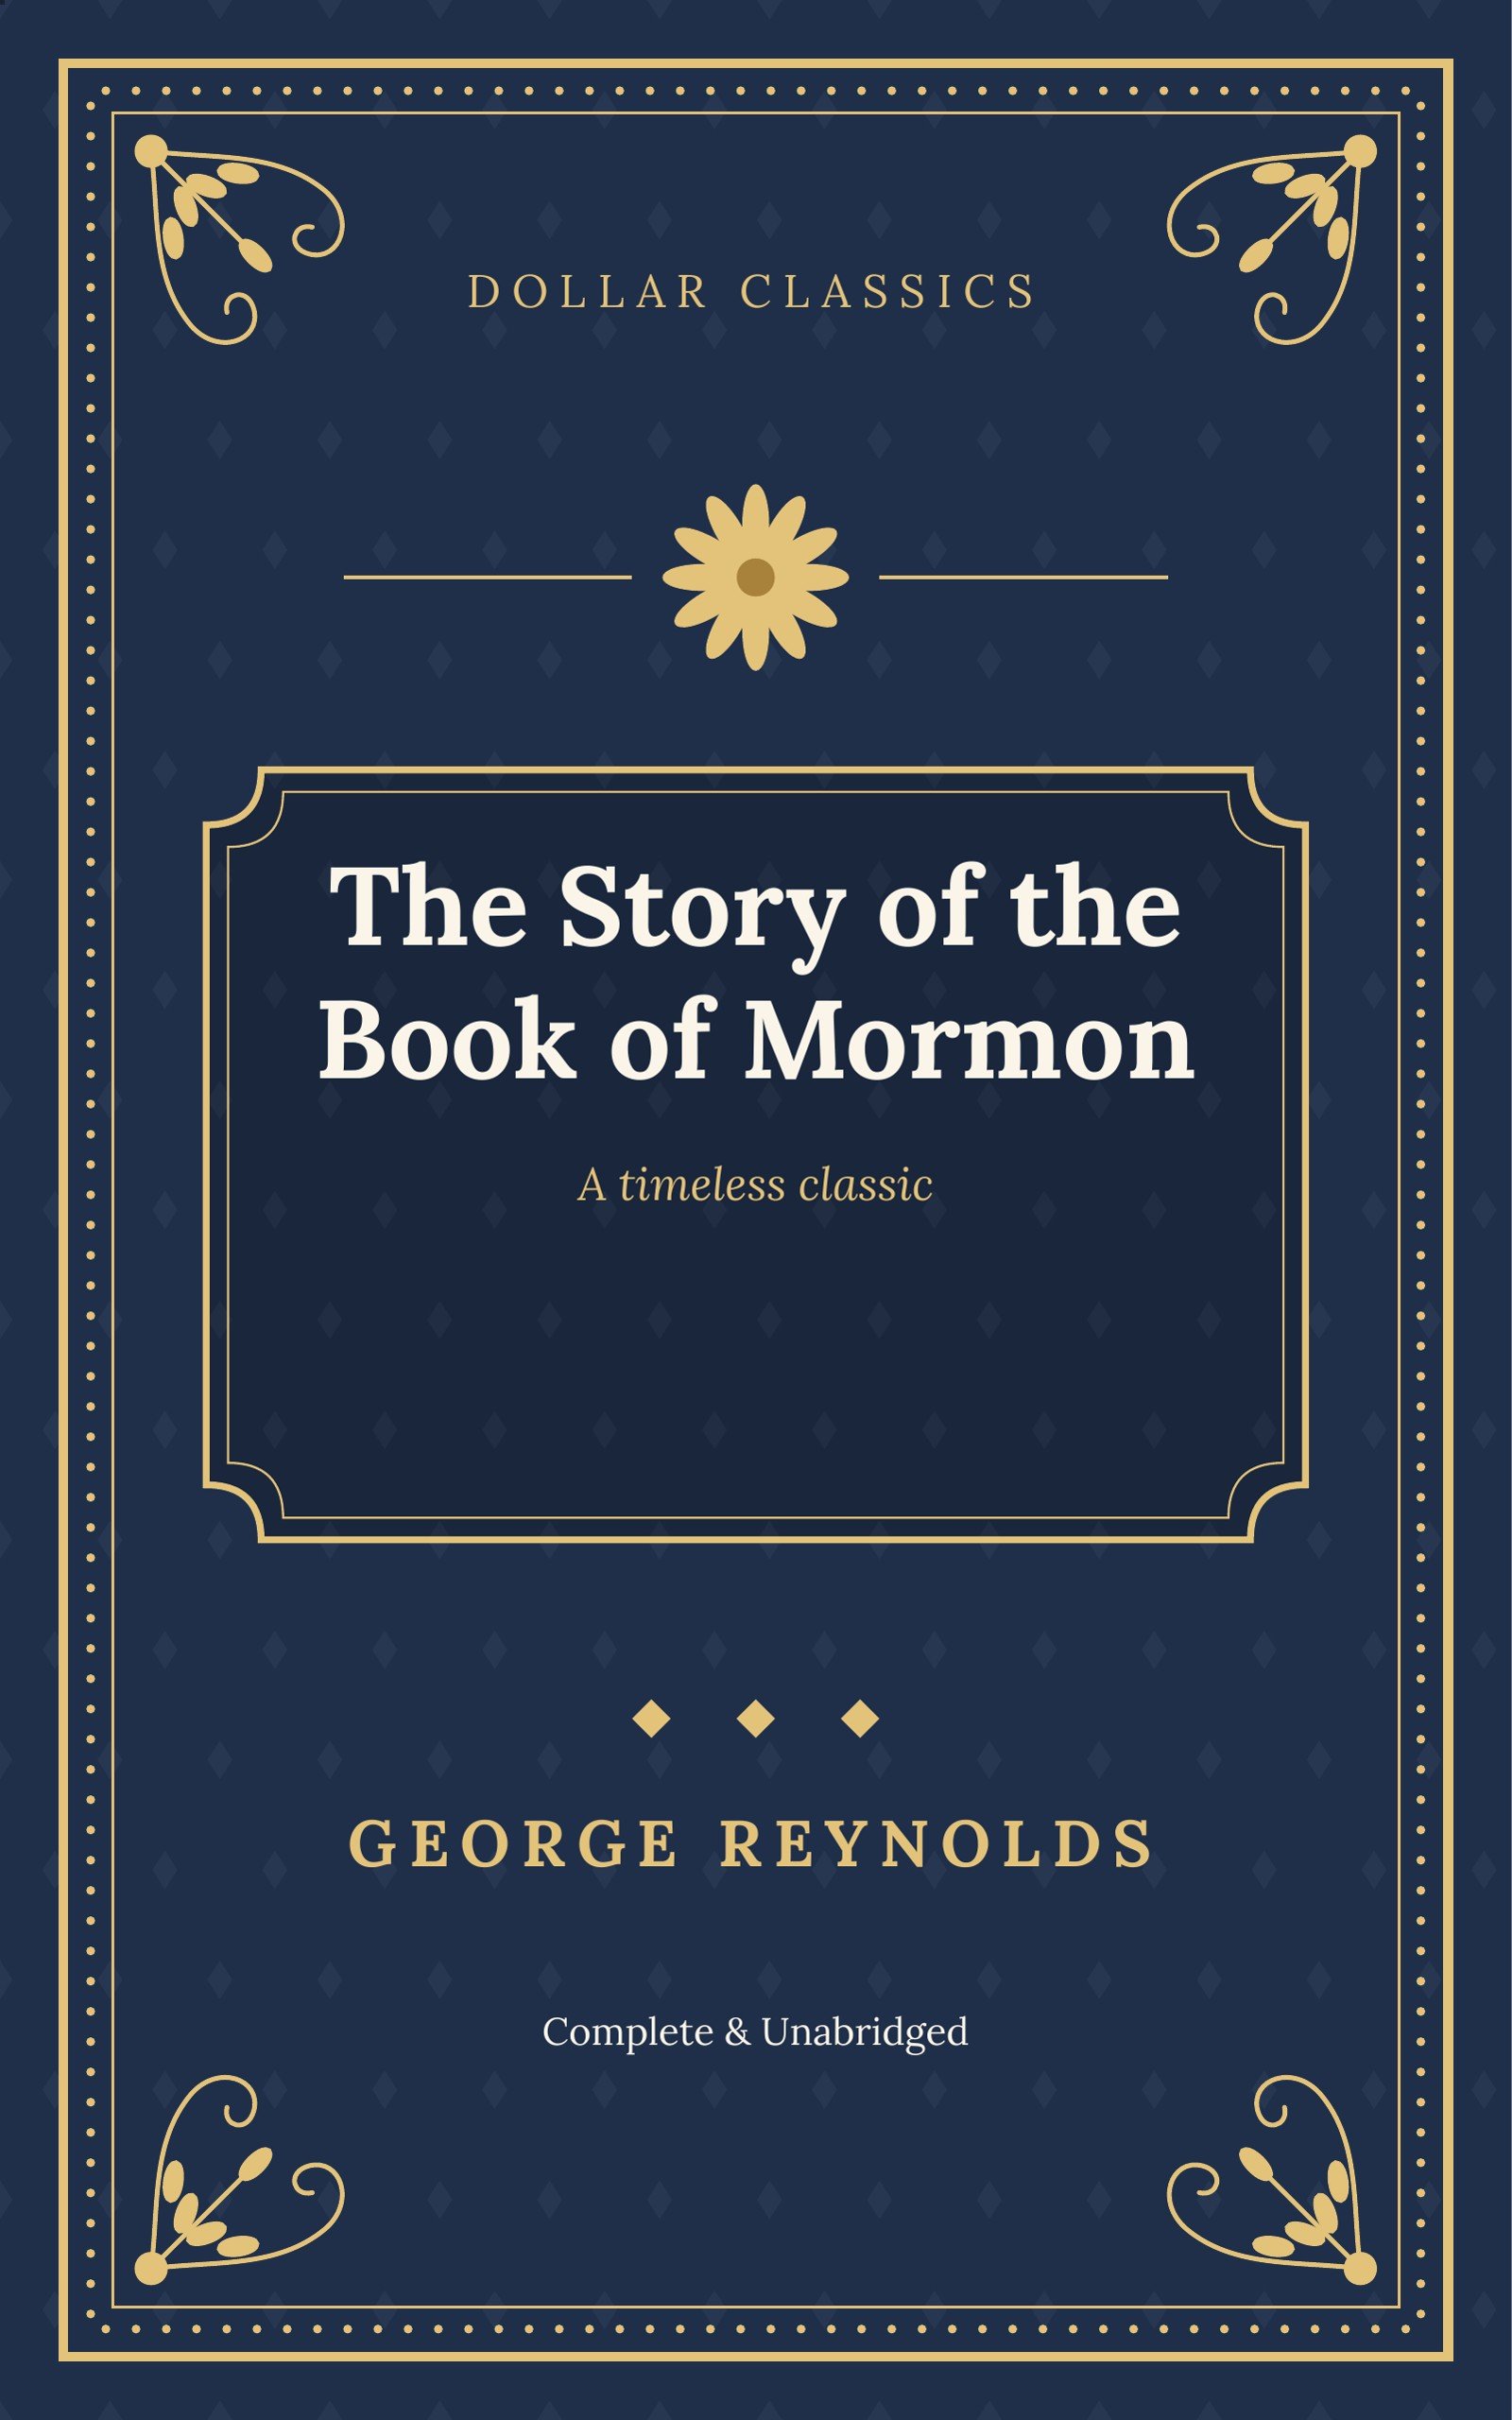 DOLLAR CLASSICS
The Story of the
Book of Mormon
A timeless classic
GEORGE REYNOLDS
Complete & Unabridged